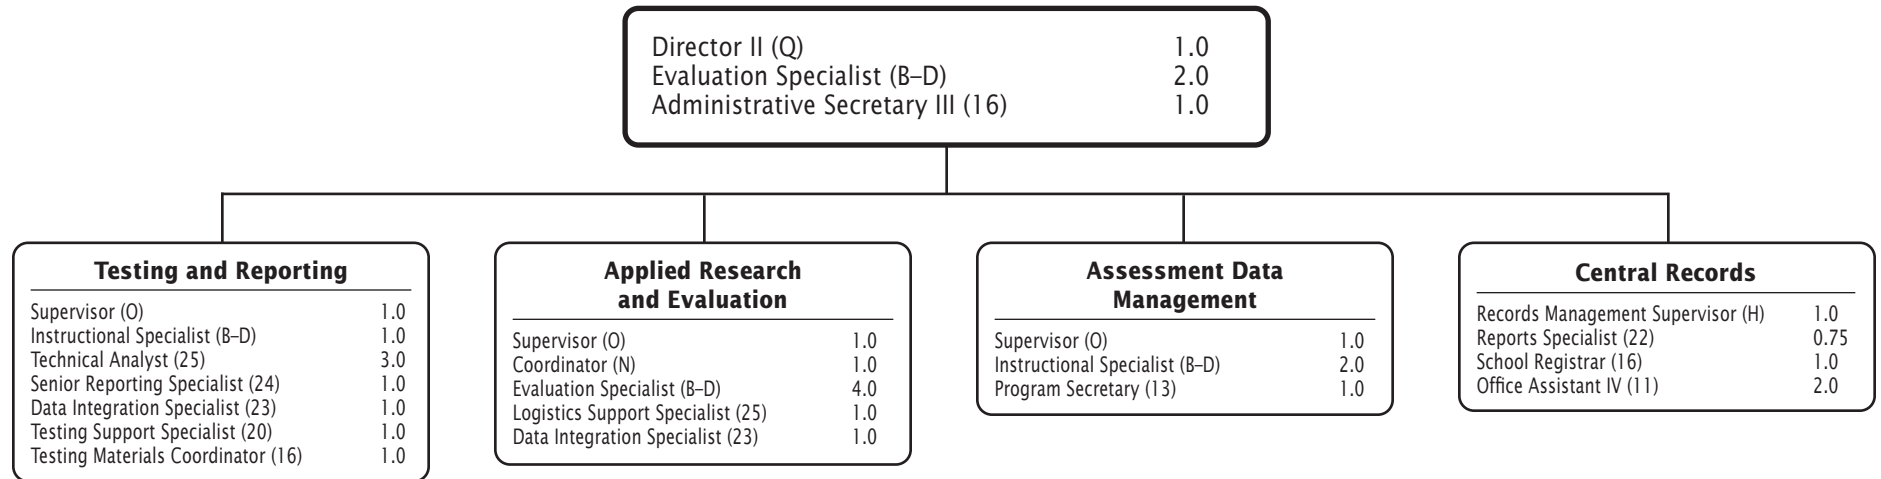 Director II (Q) 1.0
Evaluation Specialist (B–D) 2.0
Administrative Secretary III (16) 1.0
Testing and Reporting
Supervisor (O) 1.0
Instructional Specialist (B–D) 1.0
Technical Analyst (25) 3.0
Senior Reporting Specialist (24) 1.0
Data Integration Specialist (23) 1.0
Testing Support Specialist (20) 1.0
Testing Materials Coordinator (16) 1.0
Applied Research
and Evaluation
Supervisor (O) 1.0
Coordinator (N) 1.0
Evaluation Specialist (B–D) 4.0
Logistics Support Specialist (25) 1.0
Data Integration Specialist (23) 1.0
Assessment Data
Management
Supervisor (O) 1.0
Instructional Specialist (B–D) 2.0
Program Secretary (13) 1.0
Central Records
Records Management Supervisor (H) 1.0
Reports Specialist (22) 0.75
School Registrar (16) 1.0
Office Assistant IV (11) 2.0